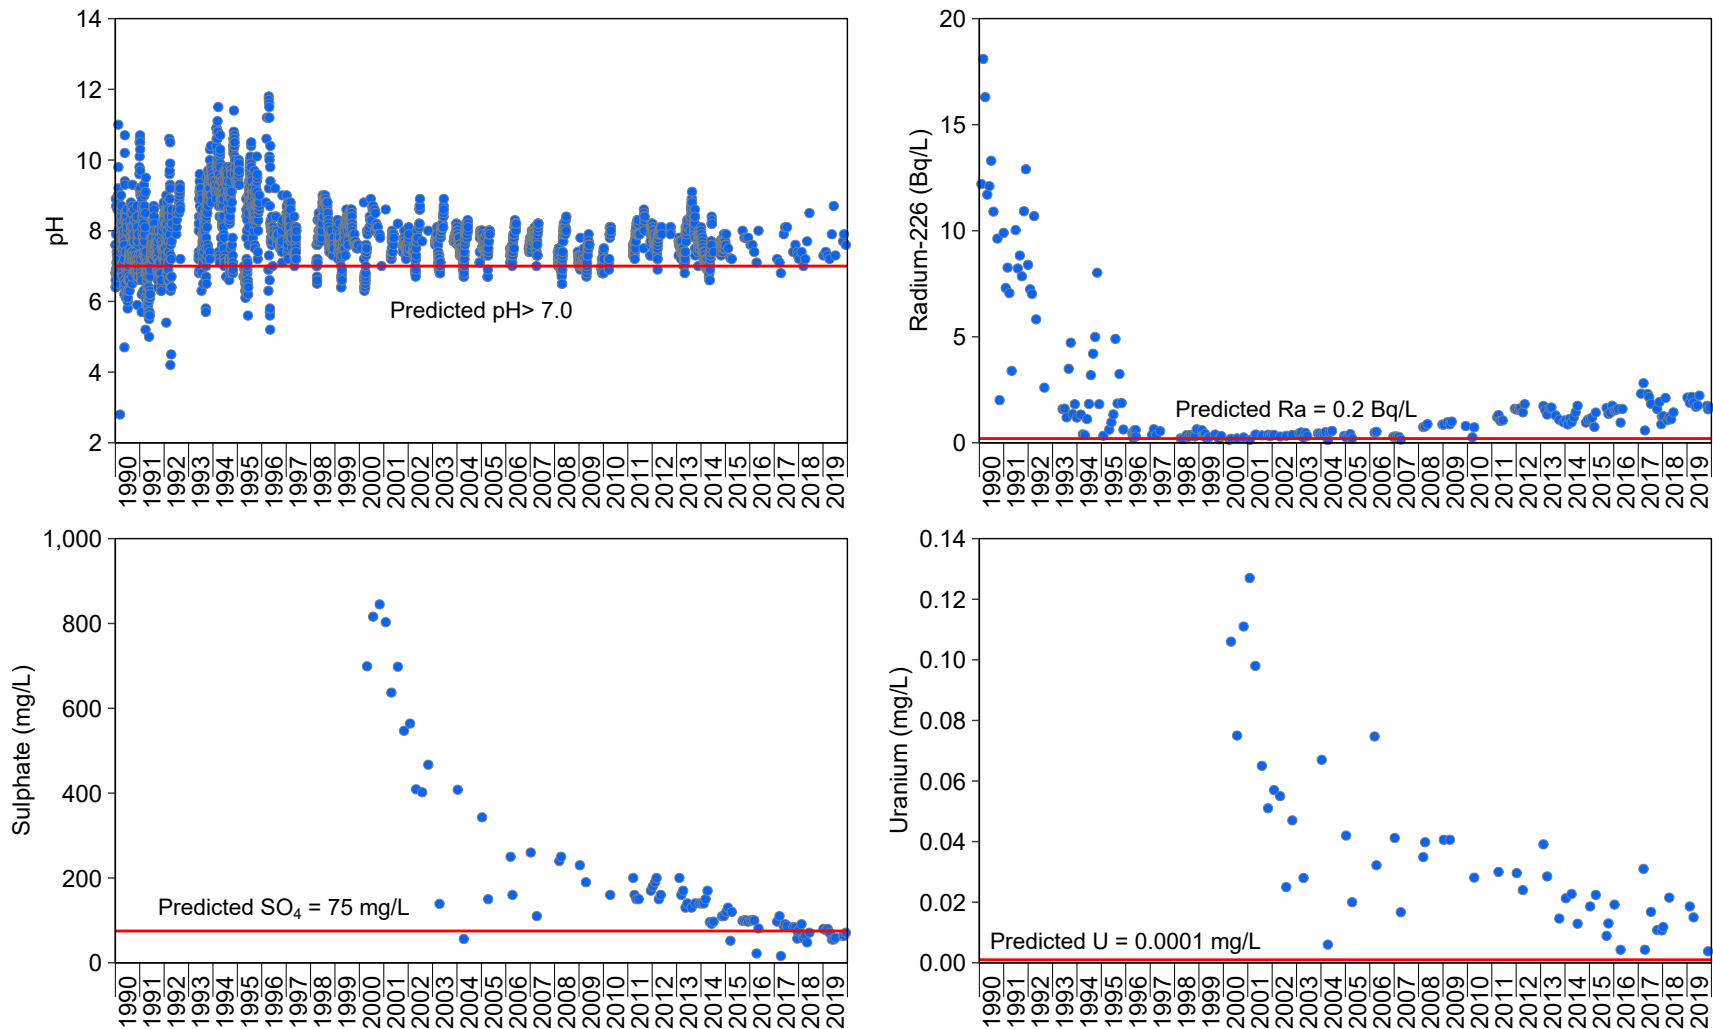 14
12
10
8
6
4
2
pH
Predicted pH> 7.0
1990 1991 1992 1993 1994 1995 1996 1997 1998 1999 2000 2001 2002 2003 2004 2005 2006 2007 2008 2009 2010 2011 2012 2013 2014 2015 2016 2017 2018 2019
20
15
10
5
0
Radium-226 (Bq/L)
Predicted Ra = 0.2 Bq/L
1990 1991 1992 1993 1994 1995 1996 1997 1998 1999 2000 2001 2002 2003 2004 2005 2006 2007 2008 2009 2010 2011 2012 2013 2014 2015 2016 2017 2018 2019
1,000
800
600
400
200
0
Sulphate (mg/L)
Predicted SO₄ = 75 mg/L
1990 1991 1992 1993 1994 1995 1996 1997 1998 1999 2000 2001 2002 2003 2004 2005 2006 2007 2008 2009 2010 2011 2012 2013 2014 2015 2016 2017 2018 2019
0.14
0.12
0.10
0.08
0.06
0.04
0.02
0.00
Uranium (mg/L)
Predicted U = 0.0001 mg/L
1990 1991 1992 1993 1994 1995 1996 1997 1998 1999 2000 2001 2002 2003 2004 2005 2006 2007 2008 2009 2010 2011 2012 2013 2014 2015 2016 2017 2018 2019